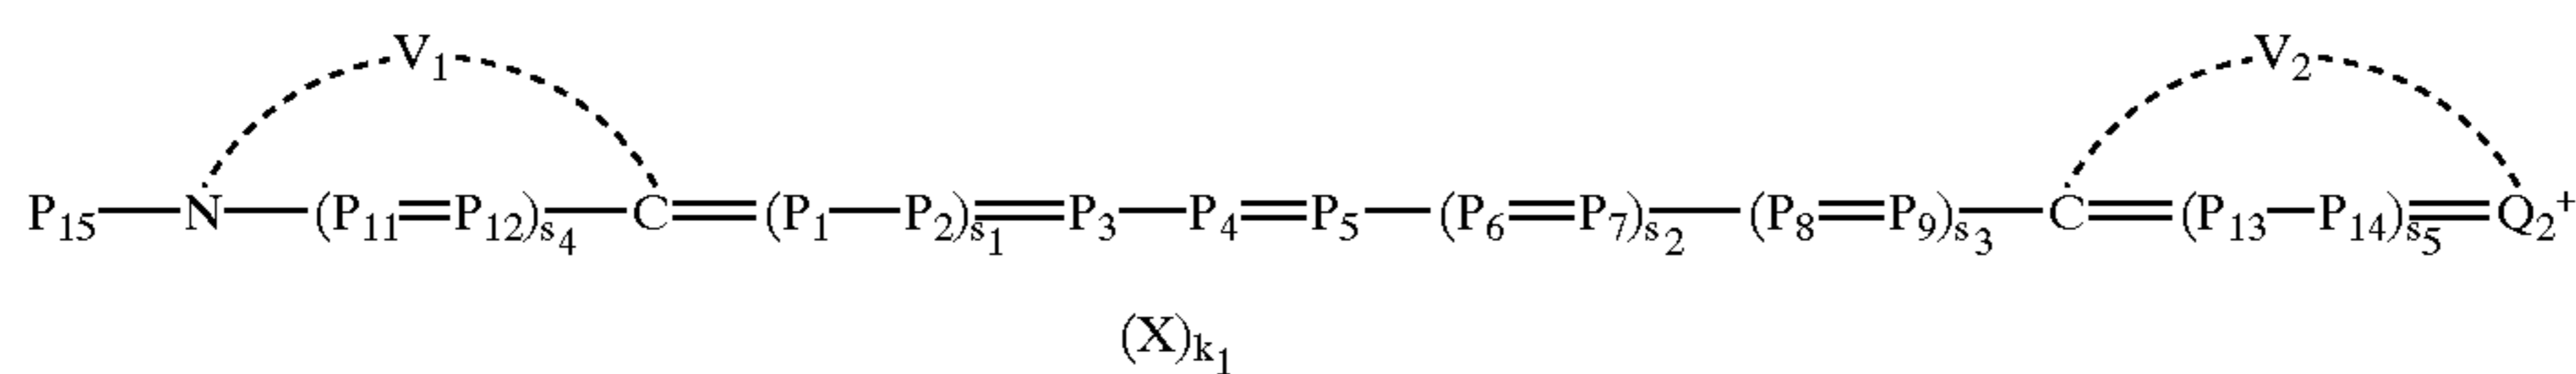 V₁ V₂
P₁₅—N—(P₁₁=P₁₂)s₄—C=(P₁—P₂)s₁=P₃—P₄=P₅—(P₆=P₇)s₂—(P₈=P₉)s₃—C=(P₁₃—P₁₄)s₅=Q₂⁺
(X)k₁